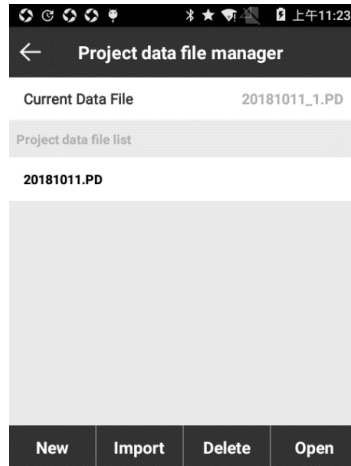 上午11:23
Project data file manager
Current Data File 20181011_1.PD
Project data file list
20181011.PD
New Import Delete Open